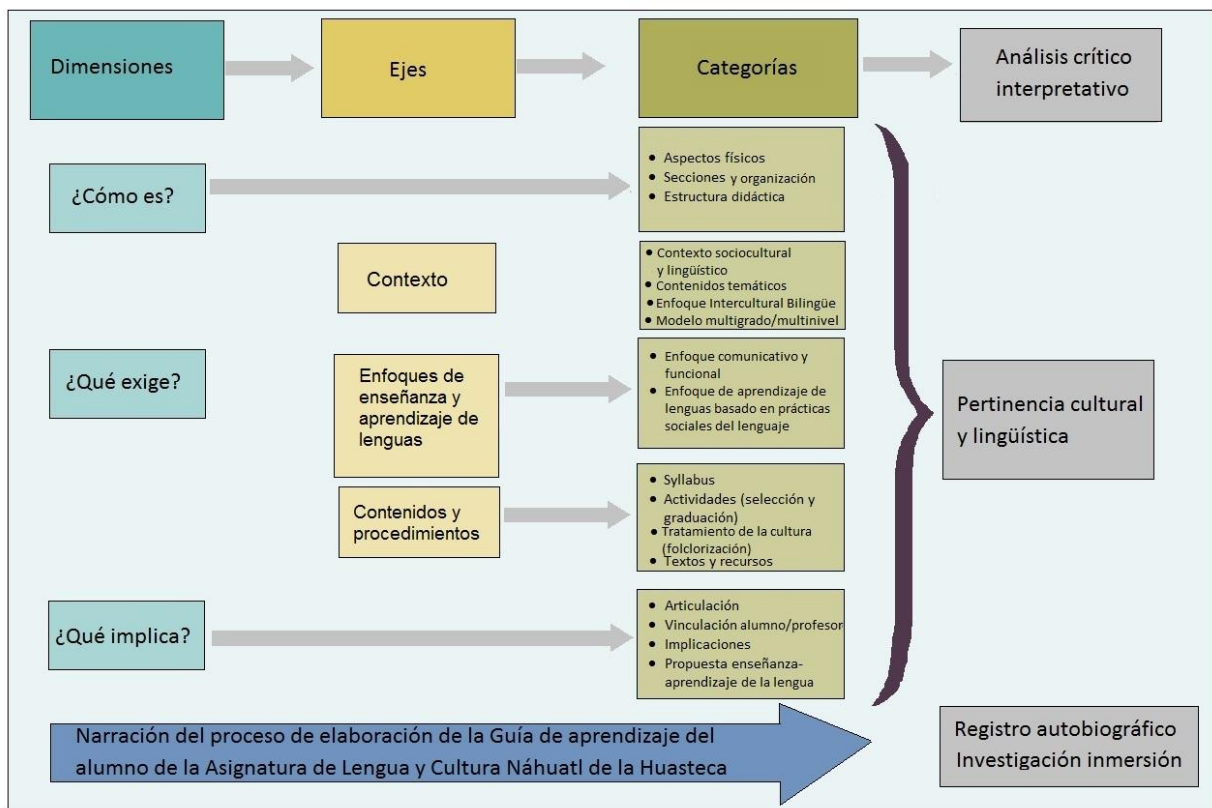 Dimensiones
Ejes
Categorías
Análisis crítico
interpretativo
¿Cómo es?
• Aspectos físicos
• Secciones y organización
• Estructura didáctica
Contexto
• Contexto sociocultural
y lingüístico
• Contenidos temáticos
• Enfoque Intercultural Bilingüe
• Modelo multigrado/multinivel
¿Qué exige?
Enfoques de
enseñanza y
aprendizaje de
lenguas
• Enfoque comunicativo y
funcional
• Enfoque de aprendizaje de
lenguas basado en prácticas
sociales del lenguaje
Pertinencia cultural
y lingüística
Contenidos y
procedimientos
• Syllabus
• Actividades (selección y
graduación)
• Tratamiento de la cultura
(folclorización)
• Textos y recursos
¿Qué implica?
• Articulación
• Vinculación alumno/profesor
• Implicaciones
• Propuesta enseñanza-
aprendizaje de la lengua
Narración del proceso de elaboración de la Guía de aprendizaje del
alumno de la Asignatura de Lengua y Cultura Náhuatl de la Huasteca
Registro autobiográfico
Investigación inmersión